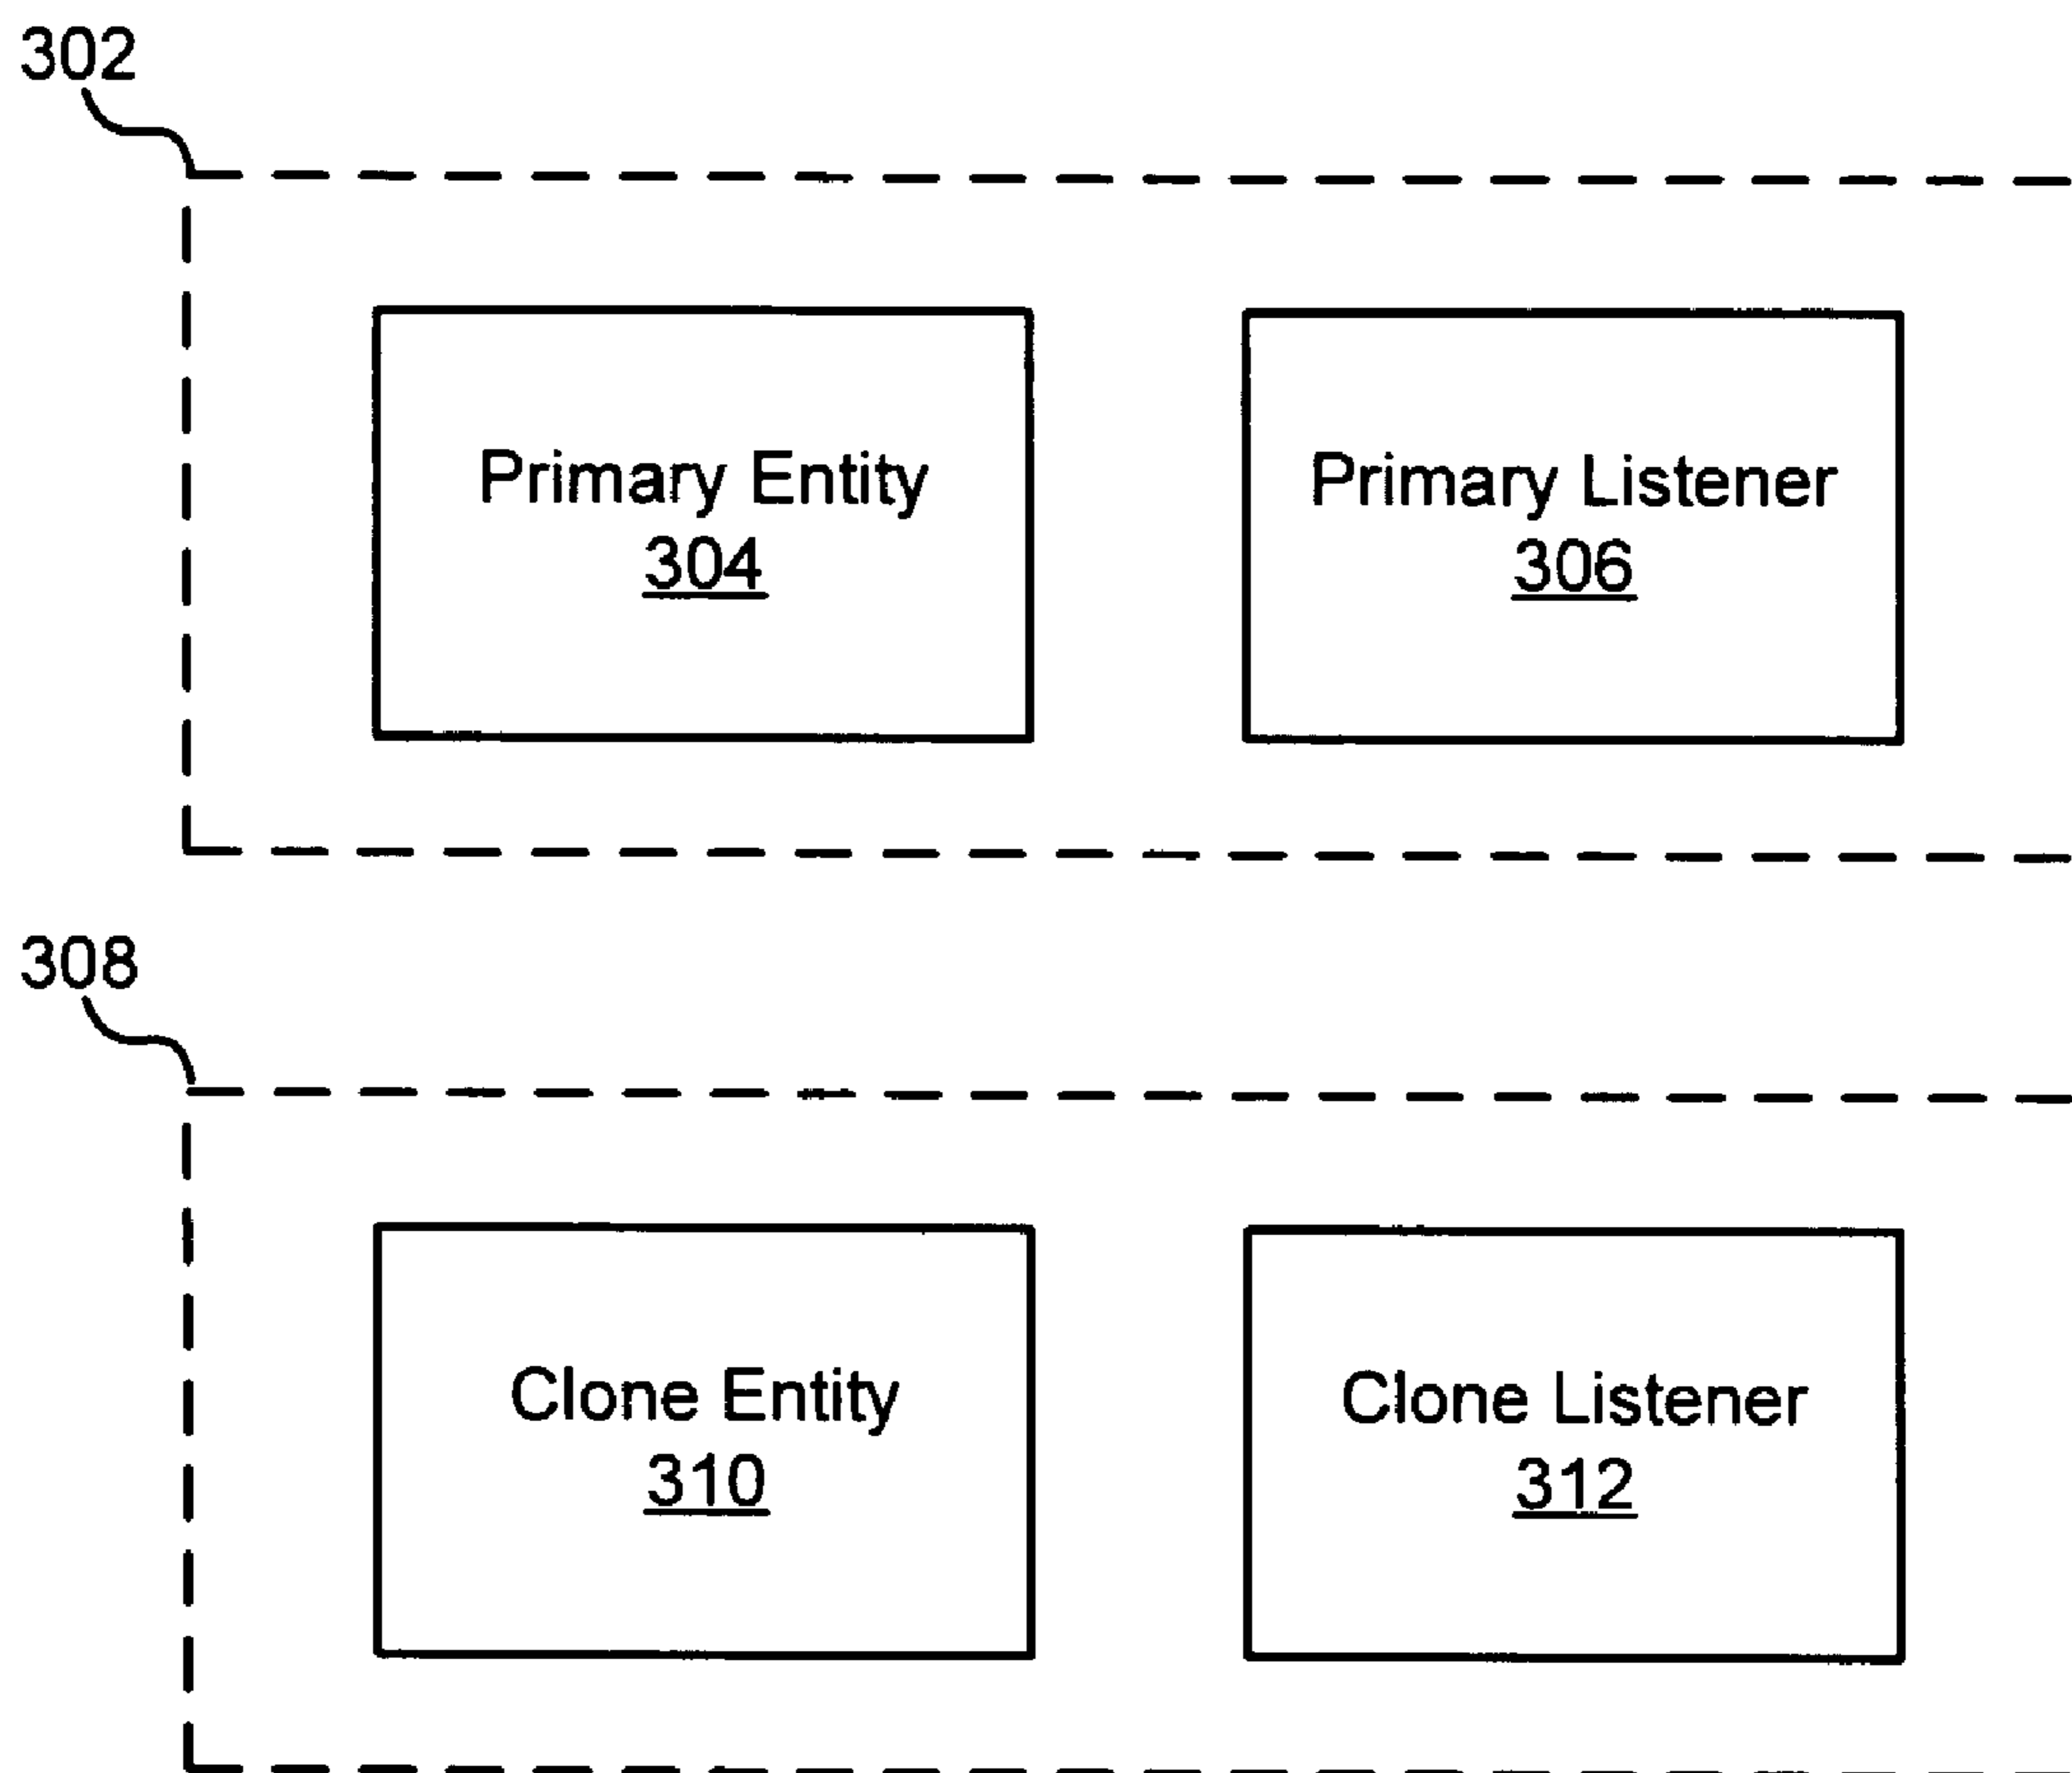 302
Primary Entity
304
Primary Listener
306
308
Clone Entity
310
Clone Listener
312